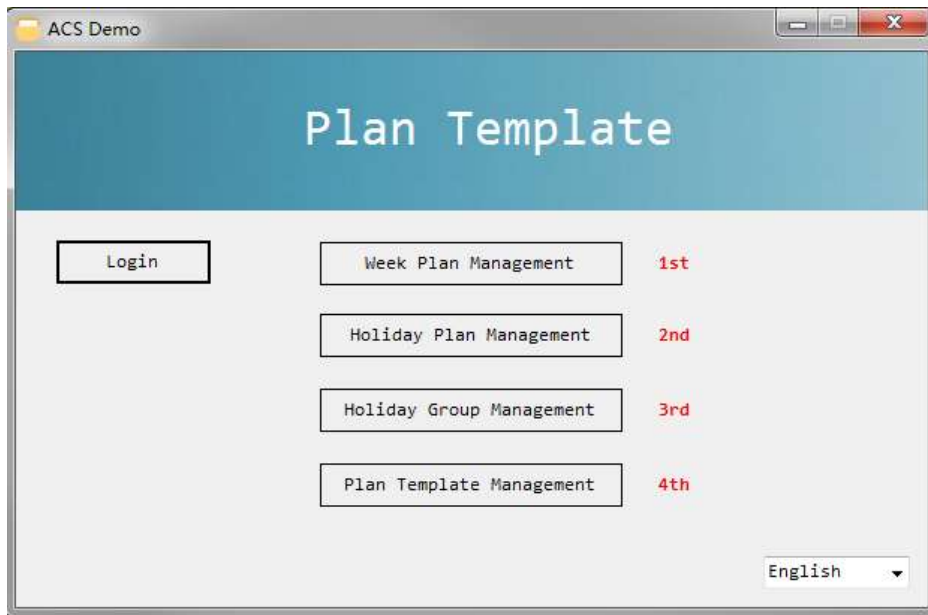 ACS Demo
Plan Template
Login
Week Plan Management 1st
Holiday Plan Management 2nd
Holiday Group Management 3rd
Plan Template Management 4th
English